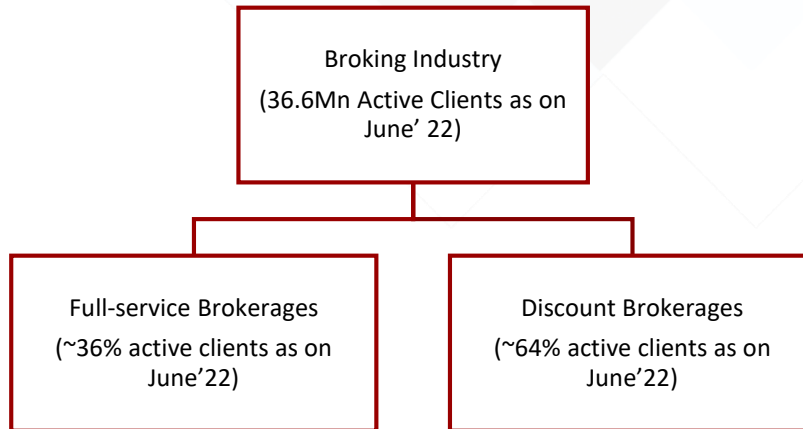 Broking Industry
(36.6Mn Active Clients as on
June’ 22)
Full-service Brokerages
(~36% active clients as on
June’22)
Discount Brokerages
(~64% active clients as on
June’22)